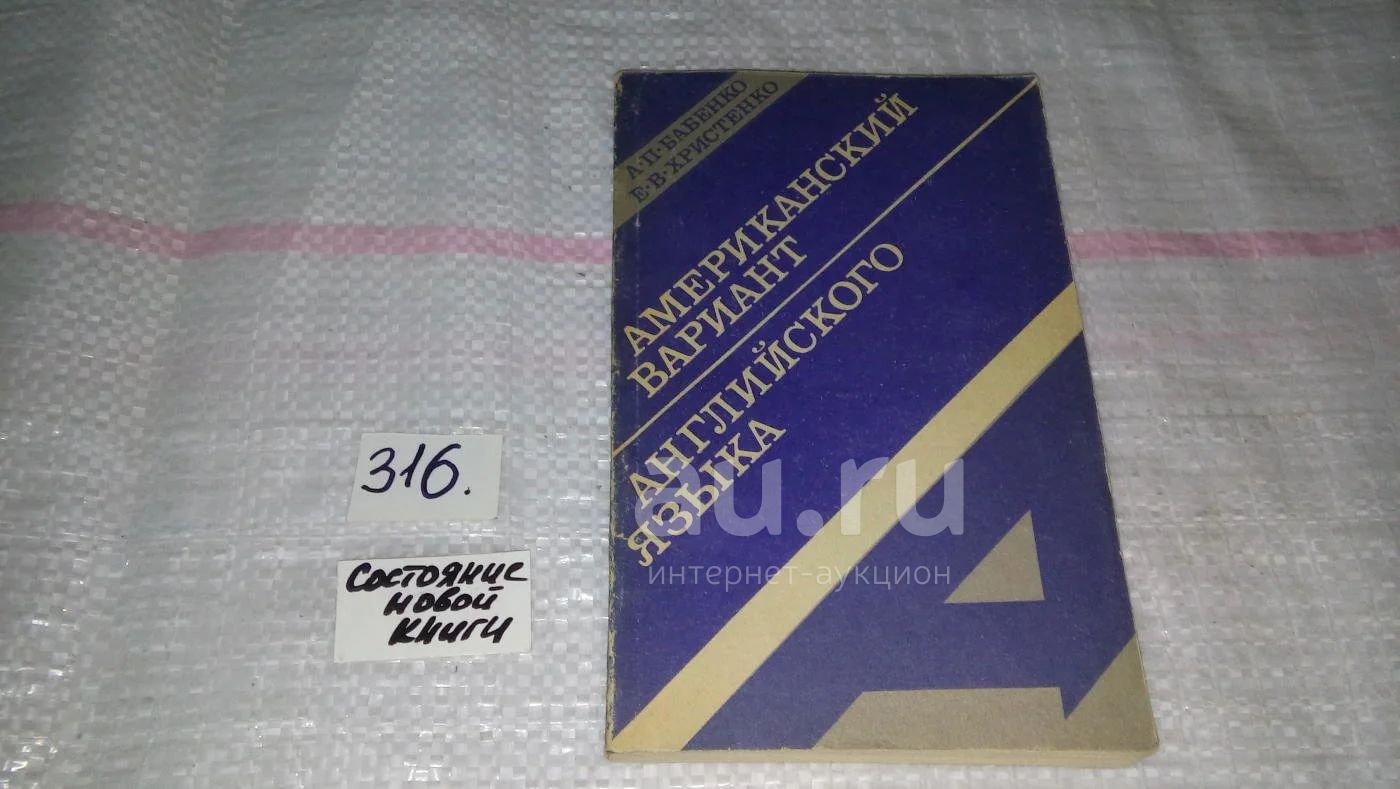 А·П·БАБЕНКО
Е·В·ХРИСТЕНКО
АМЕРИКАНСКИЙ
ВАРИАНТ
АНГЛИЙСКОГО
ЯЗЫКА
au.ru
интернет-аукцион
316.
Состояние
новой
книги